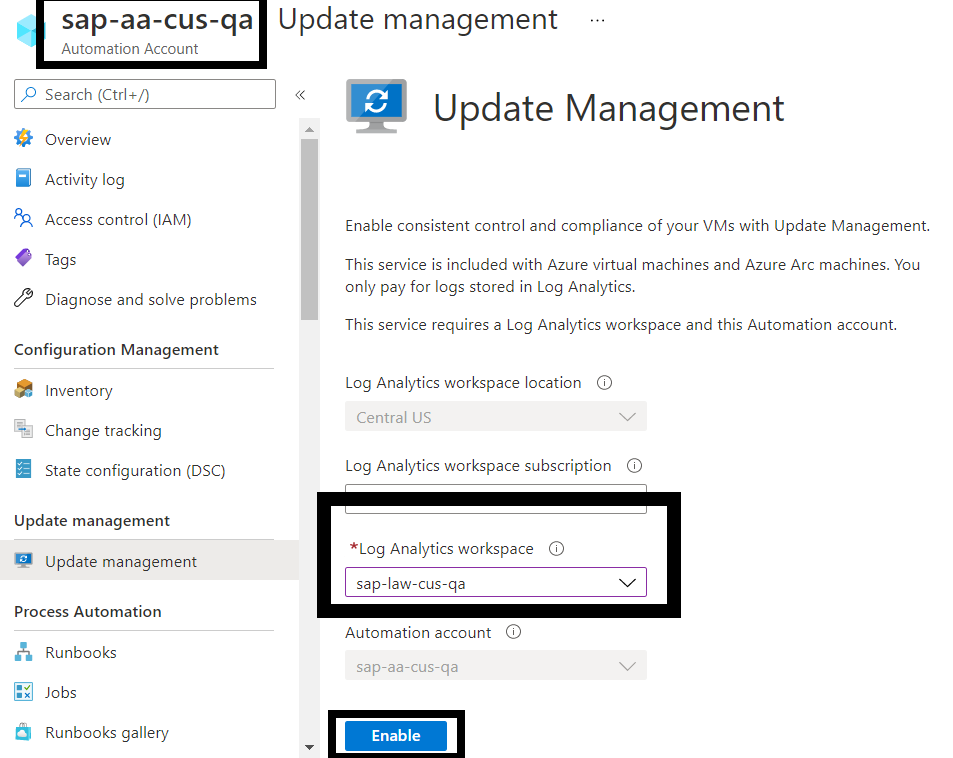 sap-aa-cus-qa
Update management
...
Automation Account
Search (Ctrl+/)
«
Overview
Activity log
Access control (IAM)
Tags
Diagnose and solve problems
Configuration Management
Inventory
Change tracking
State configuration (DSC)
Update management
Update management
Process Automation
Runbooks
Jobs
Runbooks gallery
Update Management
Enable consistent control and compliance of your VMs with Update Management.
This service is included with Azure virtual machines and Azure Arc machines. You
only pay for logs stored in Log Analytics.
This service requires a Log Analytics workspace and this Automation account.
Log Analytics workspace location
Central US
Log Analytics workspace subscription
*Log Analytics workspace
sap-law-cus-qa
Automation account
sap-aa-cus-qa
Enable